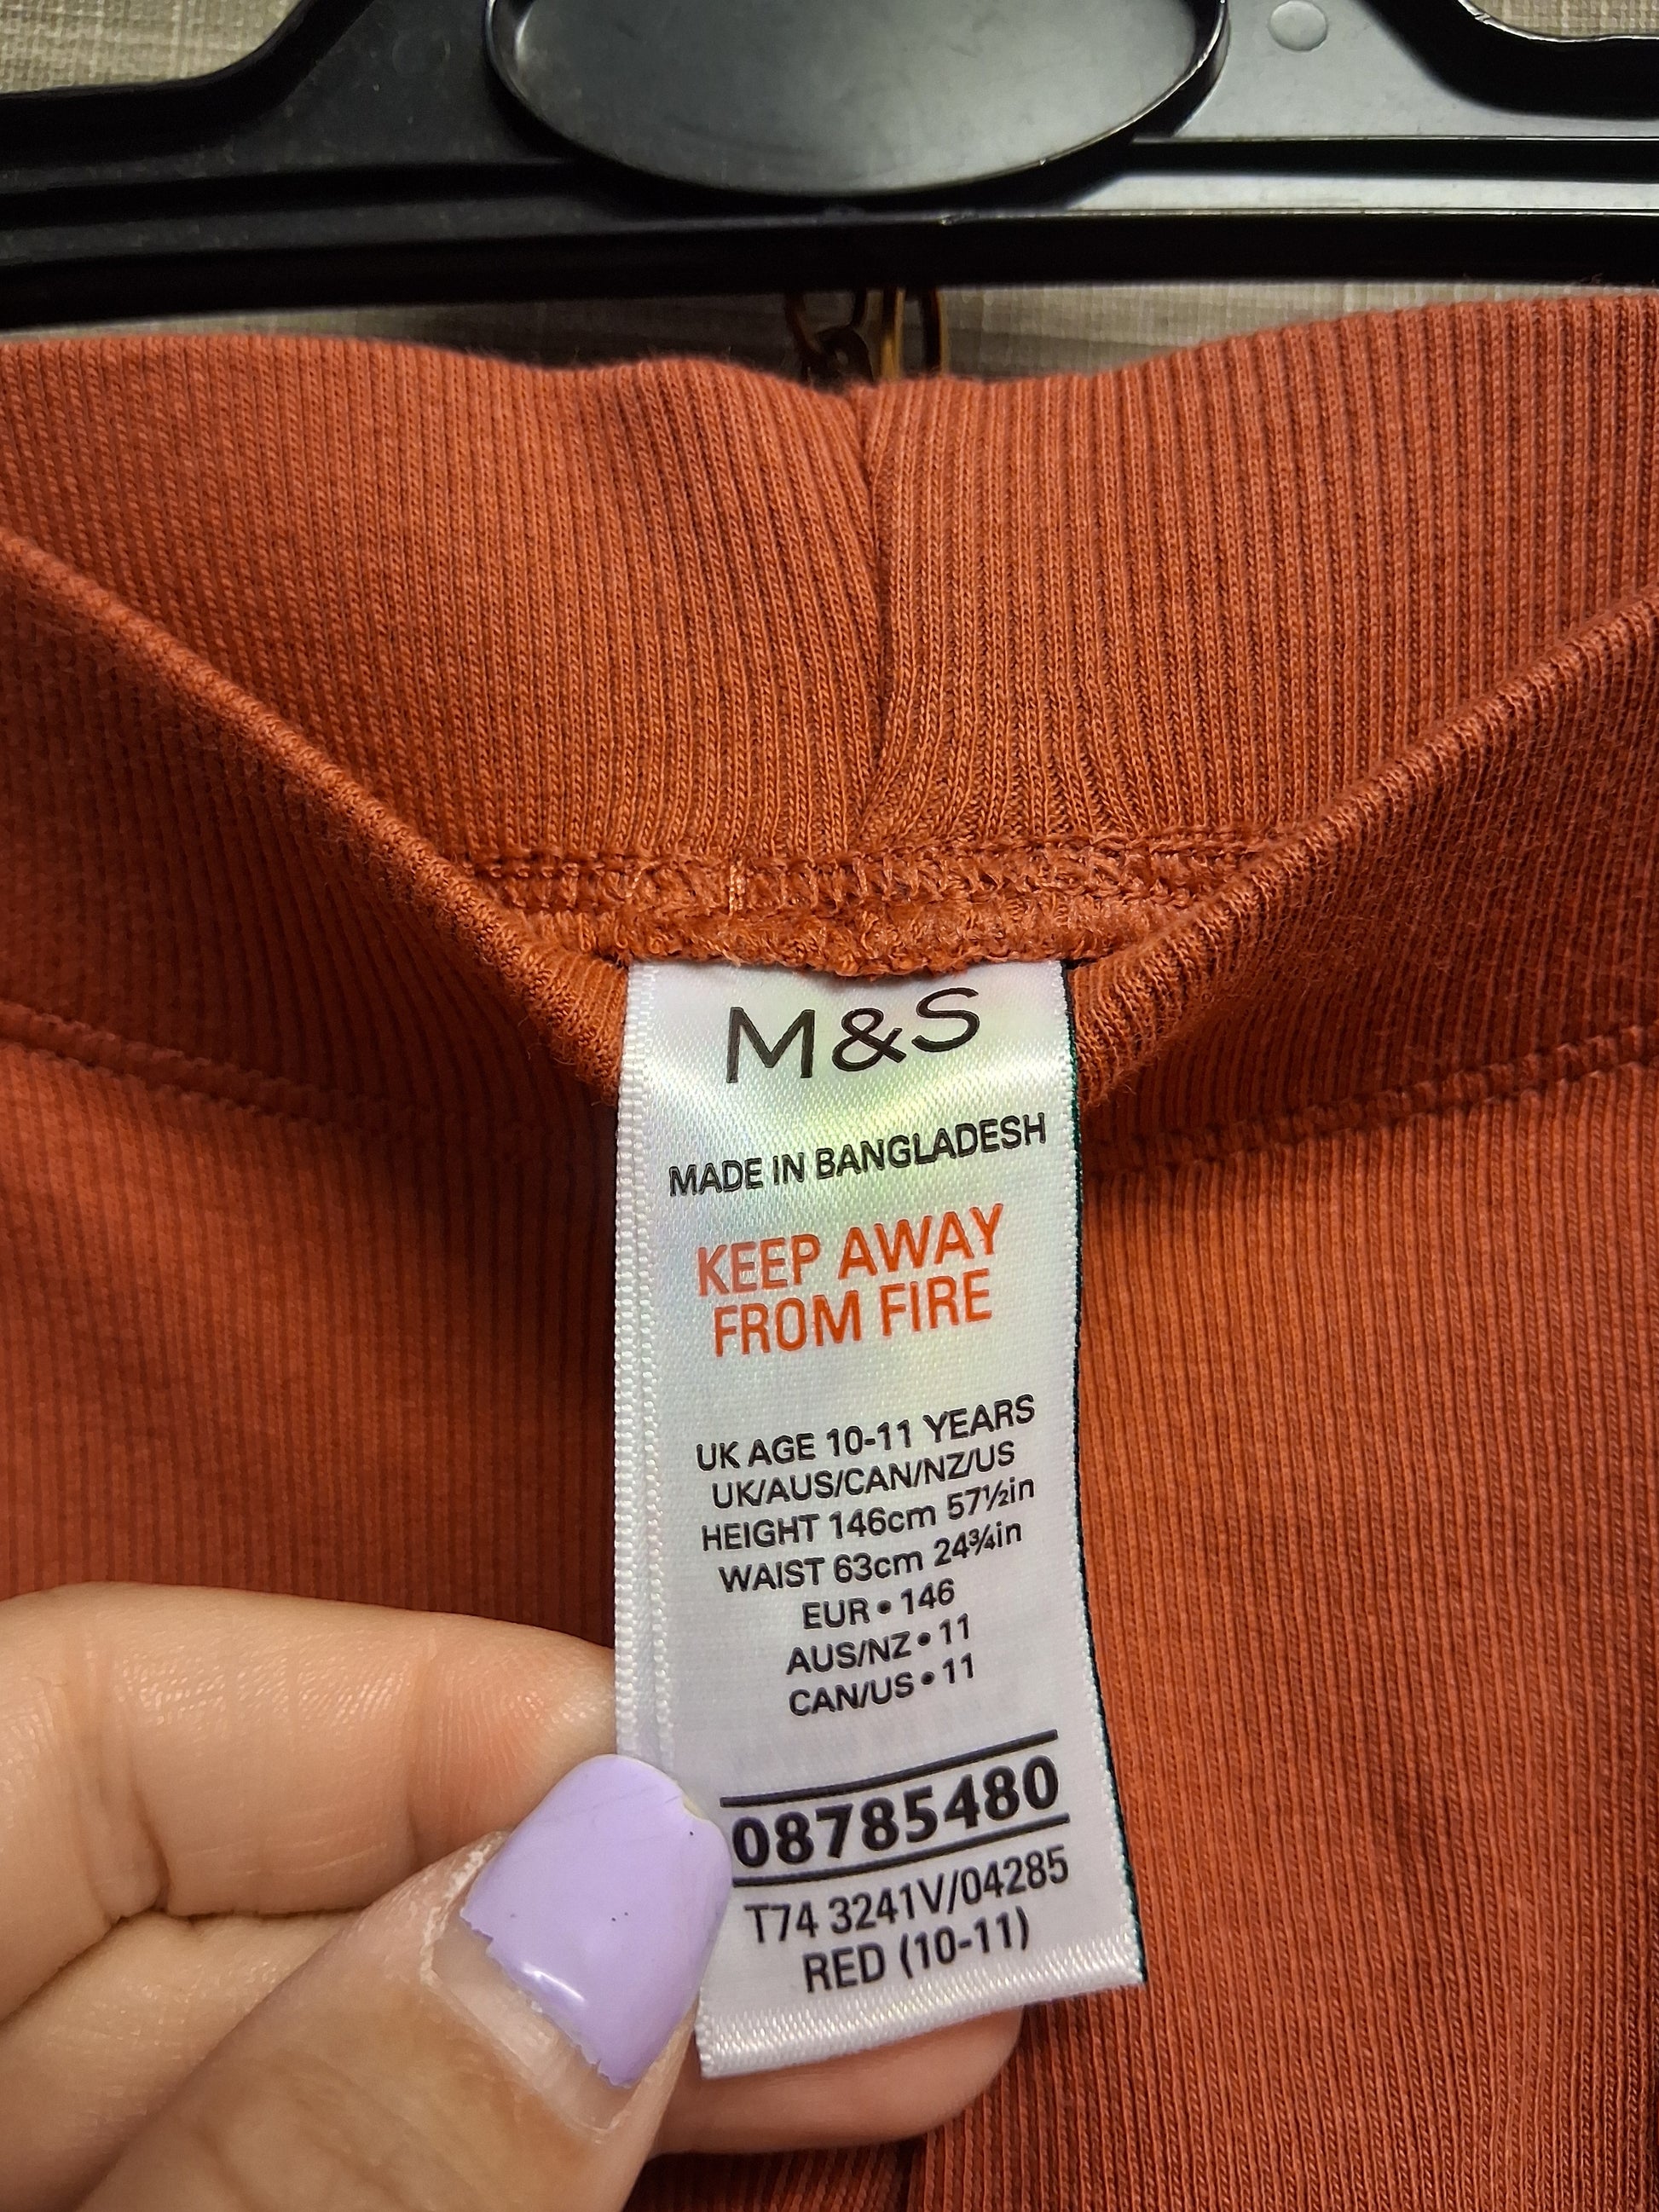 M&S
MADE IN BANGLADESH
KEEP AWAY
FROM FIRE
UK AGE 10-11 YEARS
UK/AUS/CAN/NZ/US
HEIGHT 146cm 57½in
WAIST 63cm 24¾in
EUR • 146
AUS/NZ • 11
CAN/US • 11
08785480
T74 3241V/04285
RED (10-11)